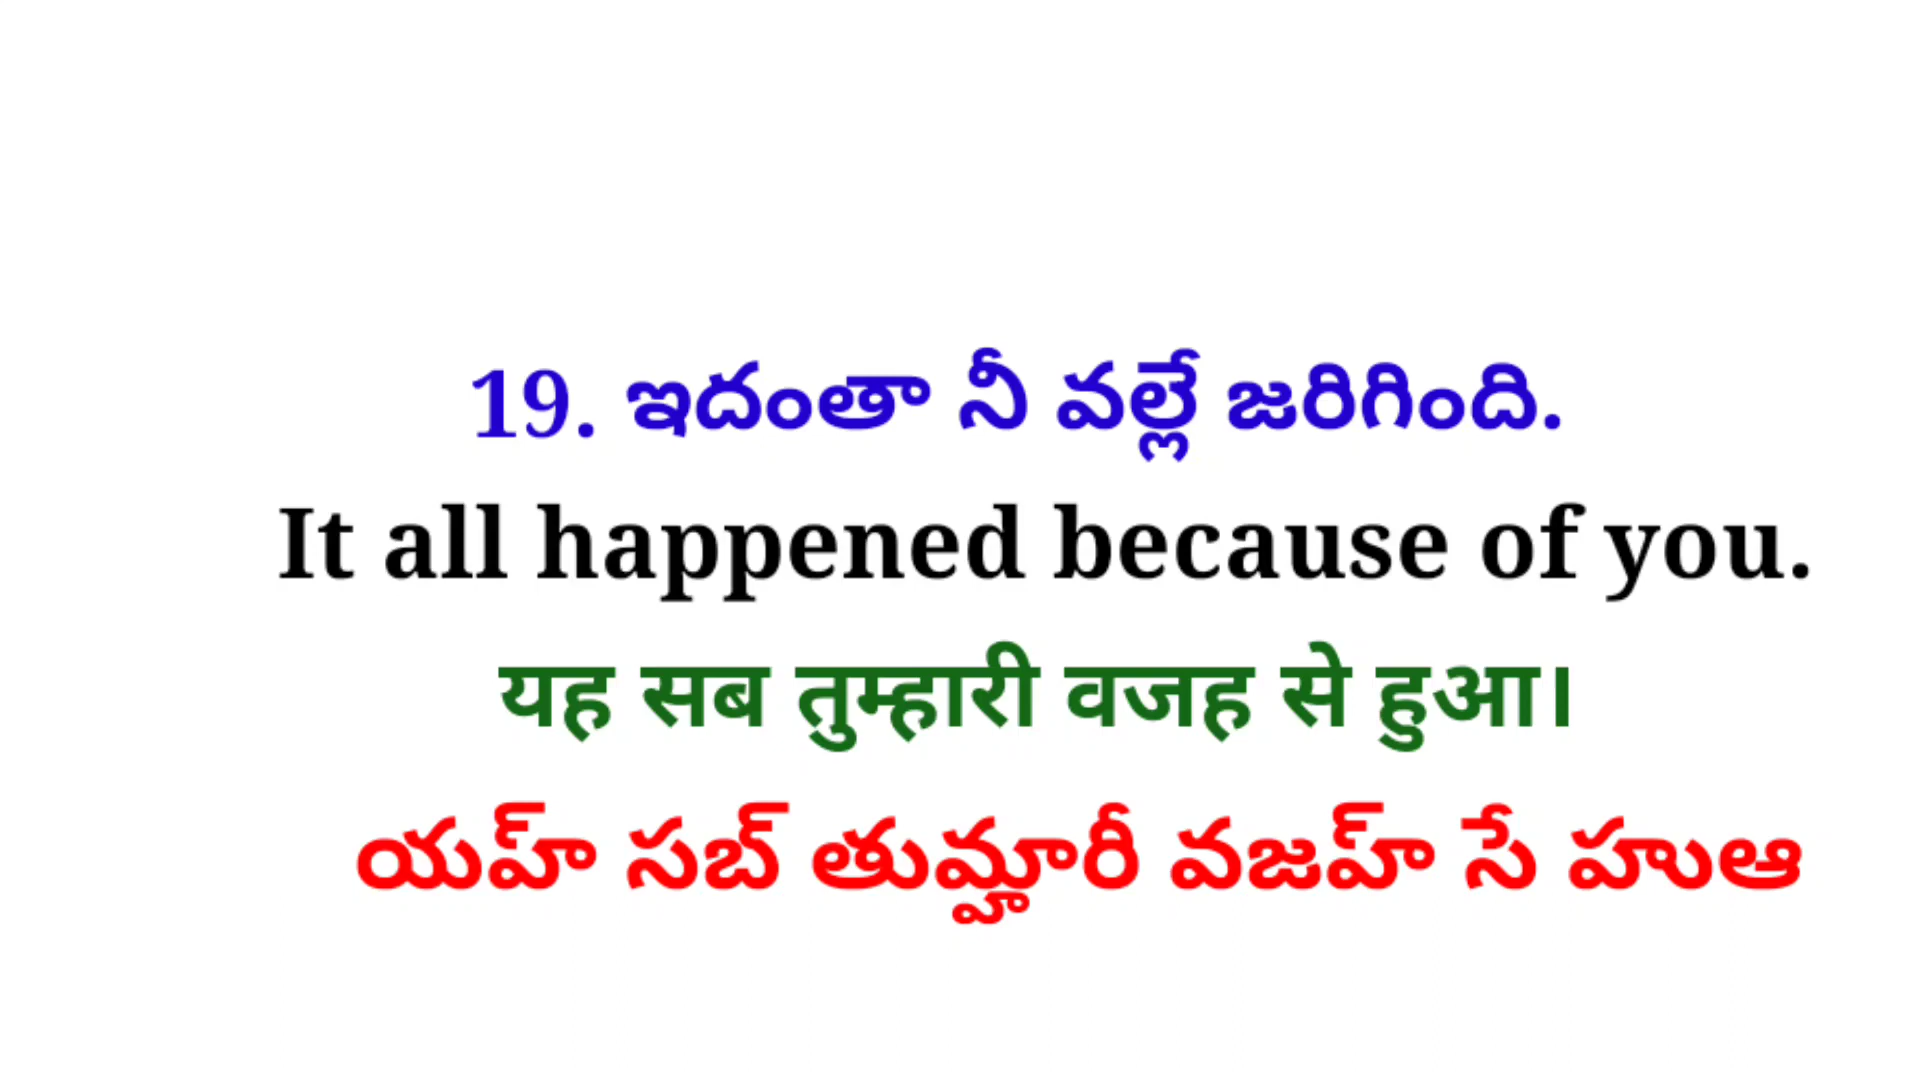 19. ఇదంతా నీ వల్లే జరిగింది.
It all happened because of you.
यह सब तुम्हारी वजह से हुआ।
యహ్ సబ్ తుమ్హారీ వజహ్ సే హుఆ